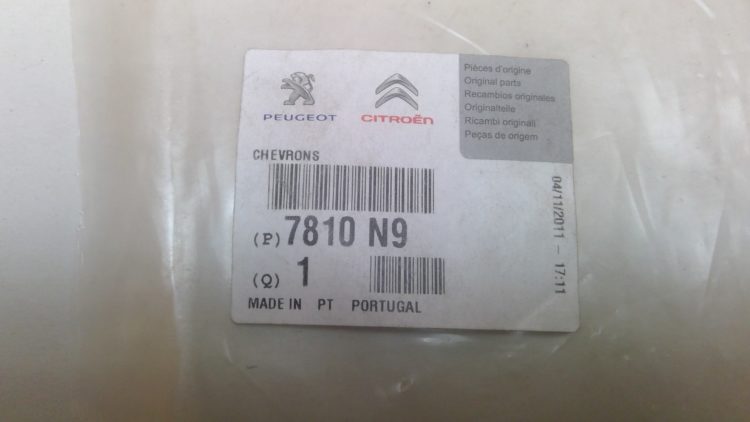 PEUGEOT
CITROËN
Pièces d'origine
Original parts
Recambios originales
Originalteile
Ricambi originali
Peças de origem
CHEVRONS
(P) 7810 N9
(Q) 1
MADE IN PT PORTUGAL
04/11/2011 - 17:11